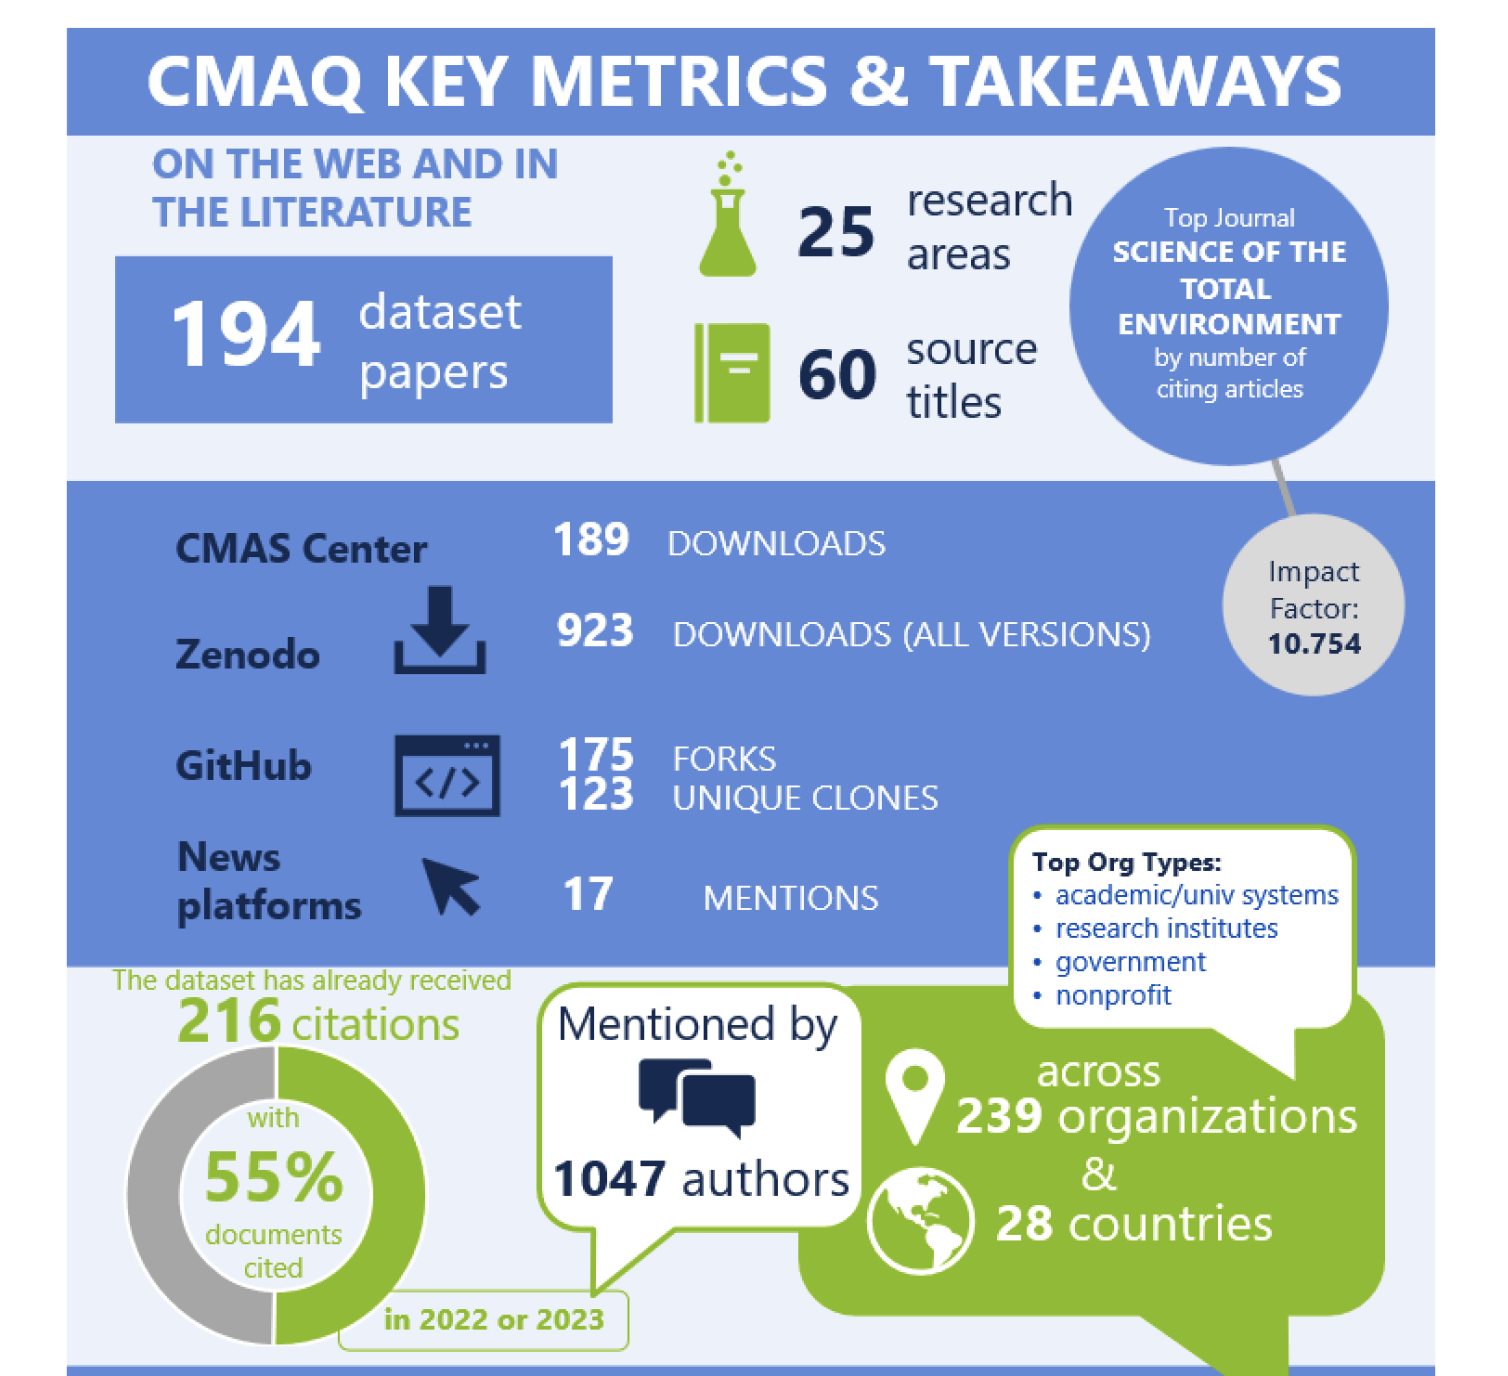 CMAQ KEY METRICS & TAKEAWAYS
ON THE WEB AND IN
THE LITERATURE
194 dataset
papers
25 research
areas
60 source
titles
Top Journal
SCIENCE OF THE
TOTAL
ENVIRONMENT
by number of
citing articles
Impact
Factor:
10.754
CMAS Center
189 DOWNLOADS
Zenodo
923 DOWNLOADS (ALL VERSIONS)
GitHub
</>
175 FORKS
123 UNIQUE CLONES
News
platforms
17 MENTIONS
The dataset has already received
216 citations
with
55%
documents
cited
in 2022 or 2023
Mentioned by
1047 authors
Top Org Types:
• academic/univ systems
• research institutes
• government
• nonprofit
across
239 organizations
&
28 countries